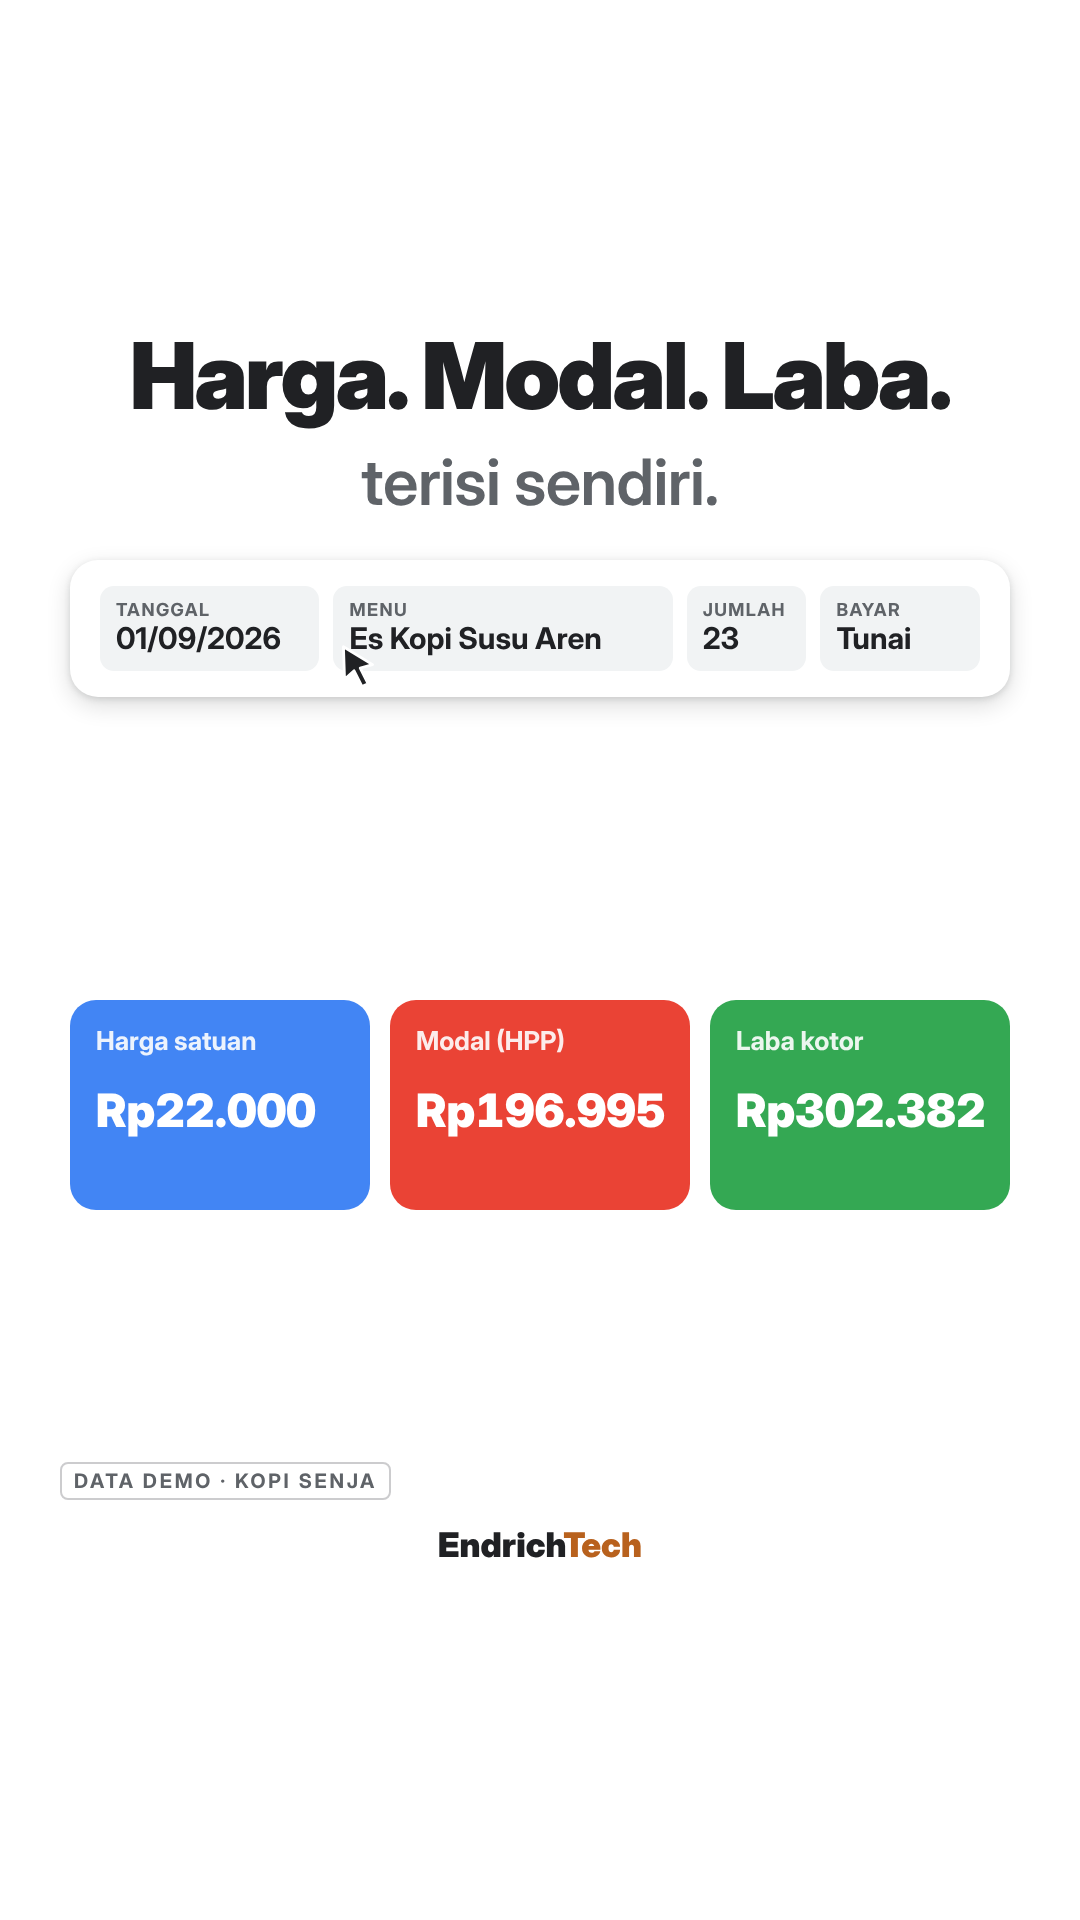 Harga. Modal. Laba.
terisi sendiri.
TANGGAL
01/09/2026
MENU
Es Kopi Susu Aren
JUMLAH
23
BAYAR
Tunai
Harga satuan
Rp22.000
Modal (HPP)
Rp196.995
Laba kotor
Rp302.382
DATA DEMO · KOPI SENJA
EndrichTech